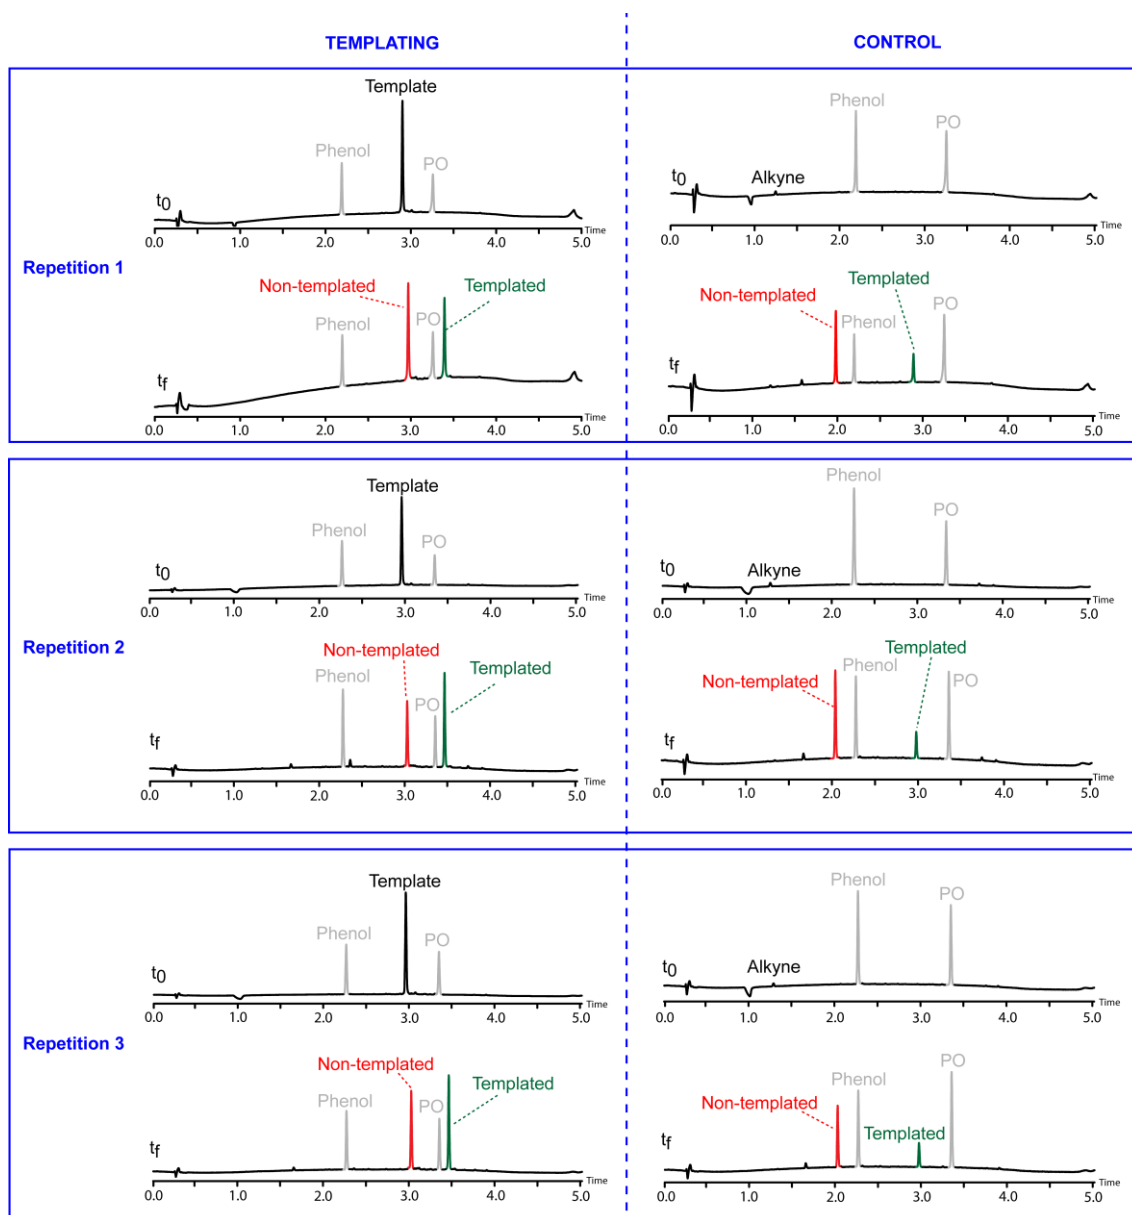 TEMPLATING CONTROL
Repetition 1
Template
Phenol
PO
t0
0.0 1.0 2.0 3.0 4.0 5.0 Time
Phenol
PO
Alkyne
t0
0.0 1.0 2.0 3.0 4.0 5.0 Time
Non-templated
Templated
Phenol
PO
tf
0.0 1.0 2.0 3.0 4.0 5.0 Time
Non-templated
Templated
Phenol
PO
tf
0.0 1.0 2.0 3.0 4.0 5.0 Time
Repetition 2
Template
Phenol
PO
t0
0.0 1.0 2.0 3.0 4.0 5.0 Time
Phenol
PO
Alkyne
t0
0.0 1.0 2.0 3.0 4.0 5.0 Time
Non-templated
Templated
Phenol
PO
tf
0.0 1.0 2.0 3.0 4.0 5.0 Time
Templated
Non-templated
Phenol
PO
tf
0.0 1.0 2.0 3.0 4.0 5.0 Time
Repetition 3
Template
Phenol
PO
t0
0.0 1.0 2.0 3.0 4.0 5.0 Time
Phenol
PO
Alkyne
t0
0.0 1.0 2.0 3.0 4.0 5.0 Time
Non-templated
Templated
Phenol
PO
tf
0.0 1.0 2.0 3.0 4.0 5.0 Time
PO
Phenol
Non-templated
Templated
tf
0.0 1.0 2.0 3.0 4.0 5.0 Time